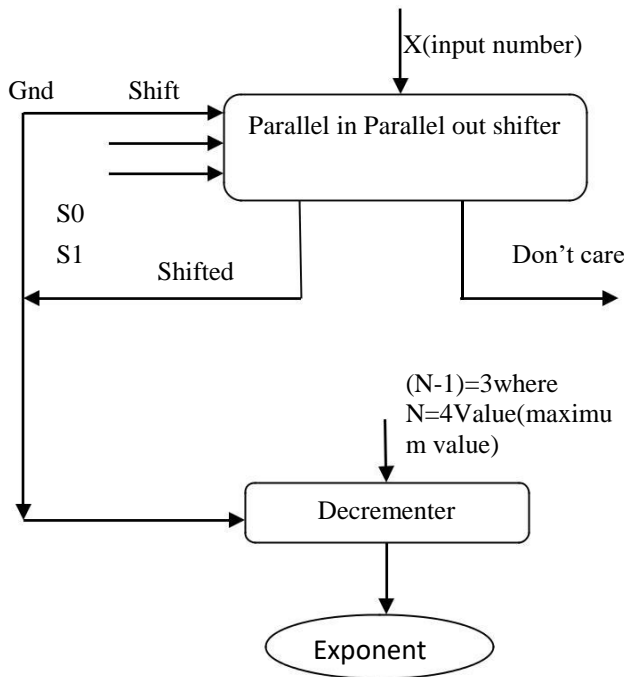 X(input number)
Gnd
Shift
Parallel in Parallel out shifter
S0
S1
Shifted
Don’t care
(N-1)=3where
N=4Value(maximu
m value)
Decrementer
Exponent